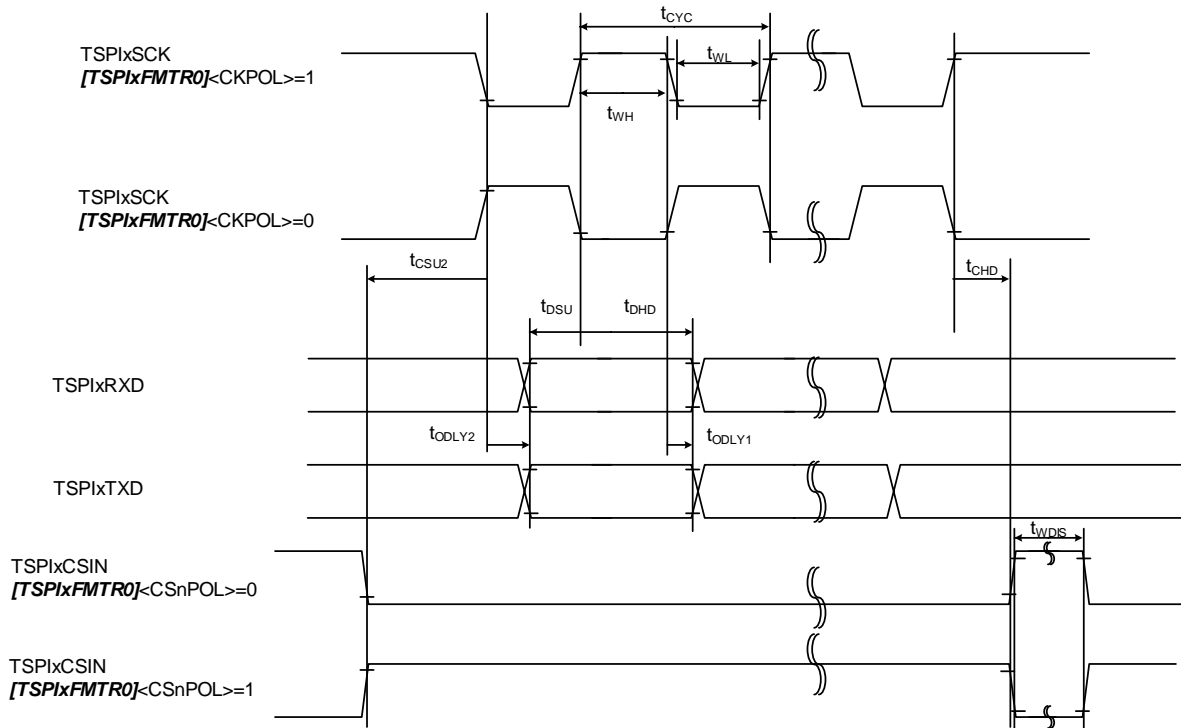 tCYC
TSPIxSCK
[TSPIxFMTR0]<CKPOL>=1
tWL
tWH
TSPIxSCK
[TSPIxFMTR0]<CKPOL>=0
tCSU2
tCHD
tDSU
tDHD
TSPIxRXD
tODLY2
tODLY1
TSPIxTXD
tWDIS
TSPIxCSIN
[TSPIxFMTR0]<CSnPOL>=0
TSPIxCSIN
[TSPIxFMTR0]<CSnPOL>=1